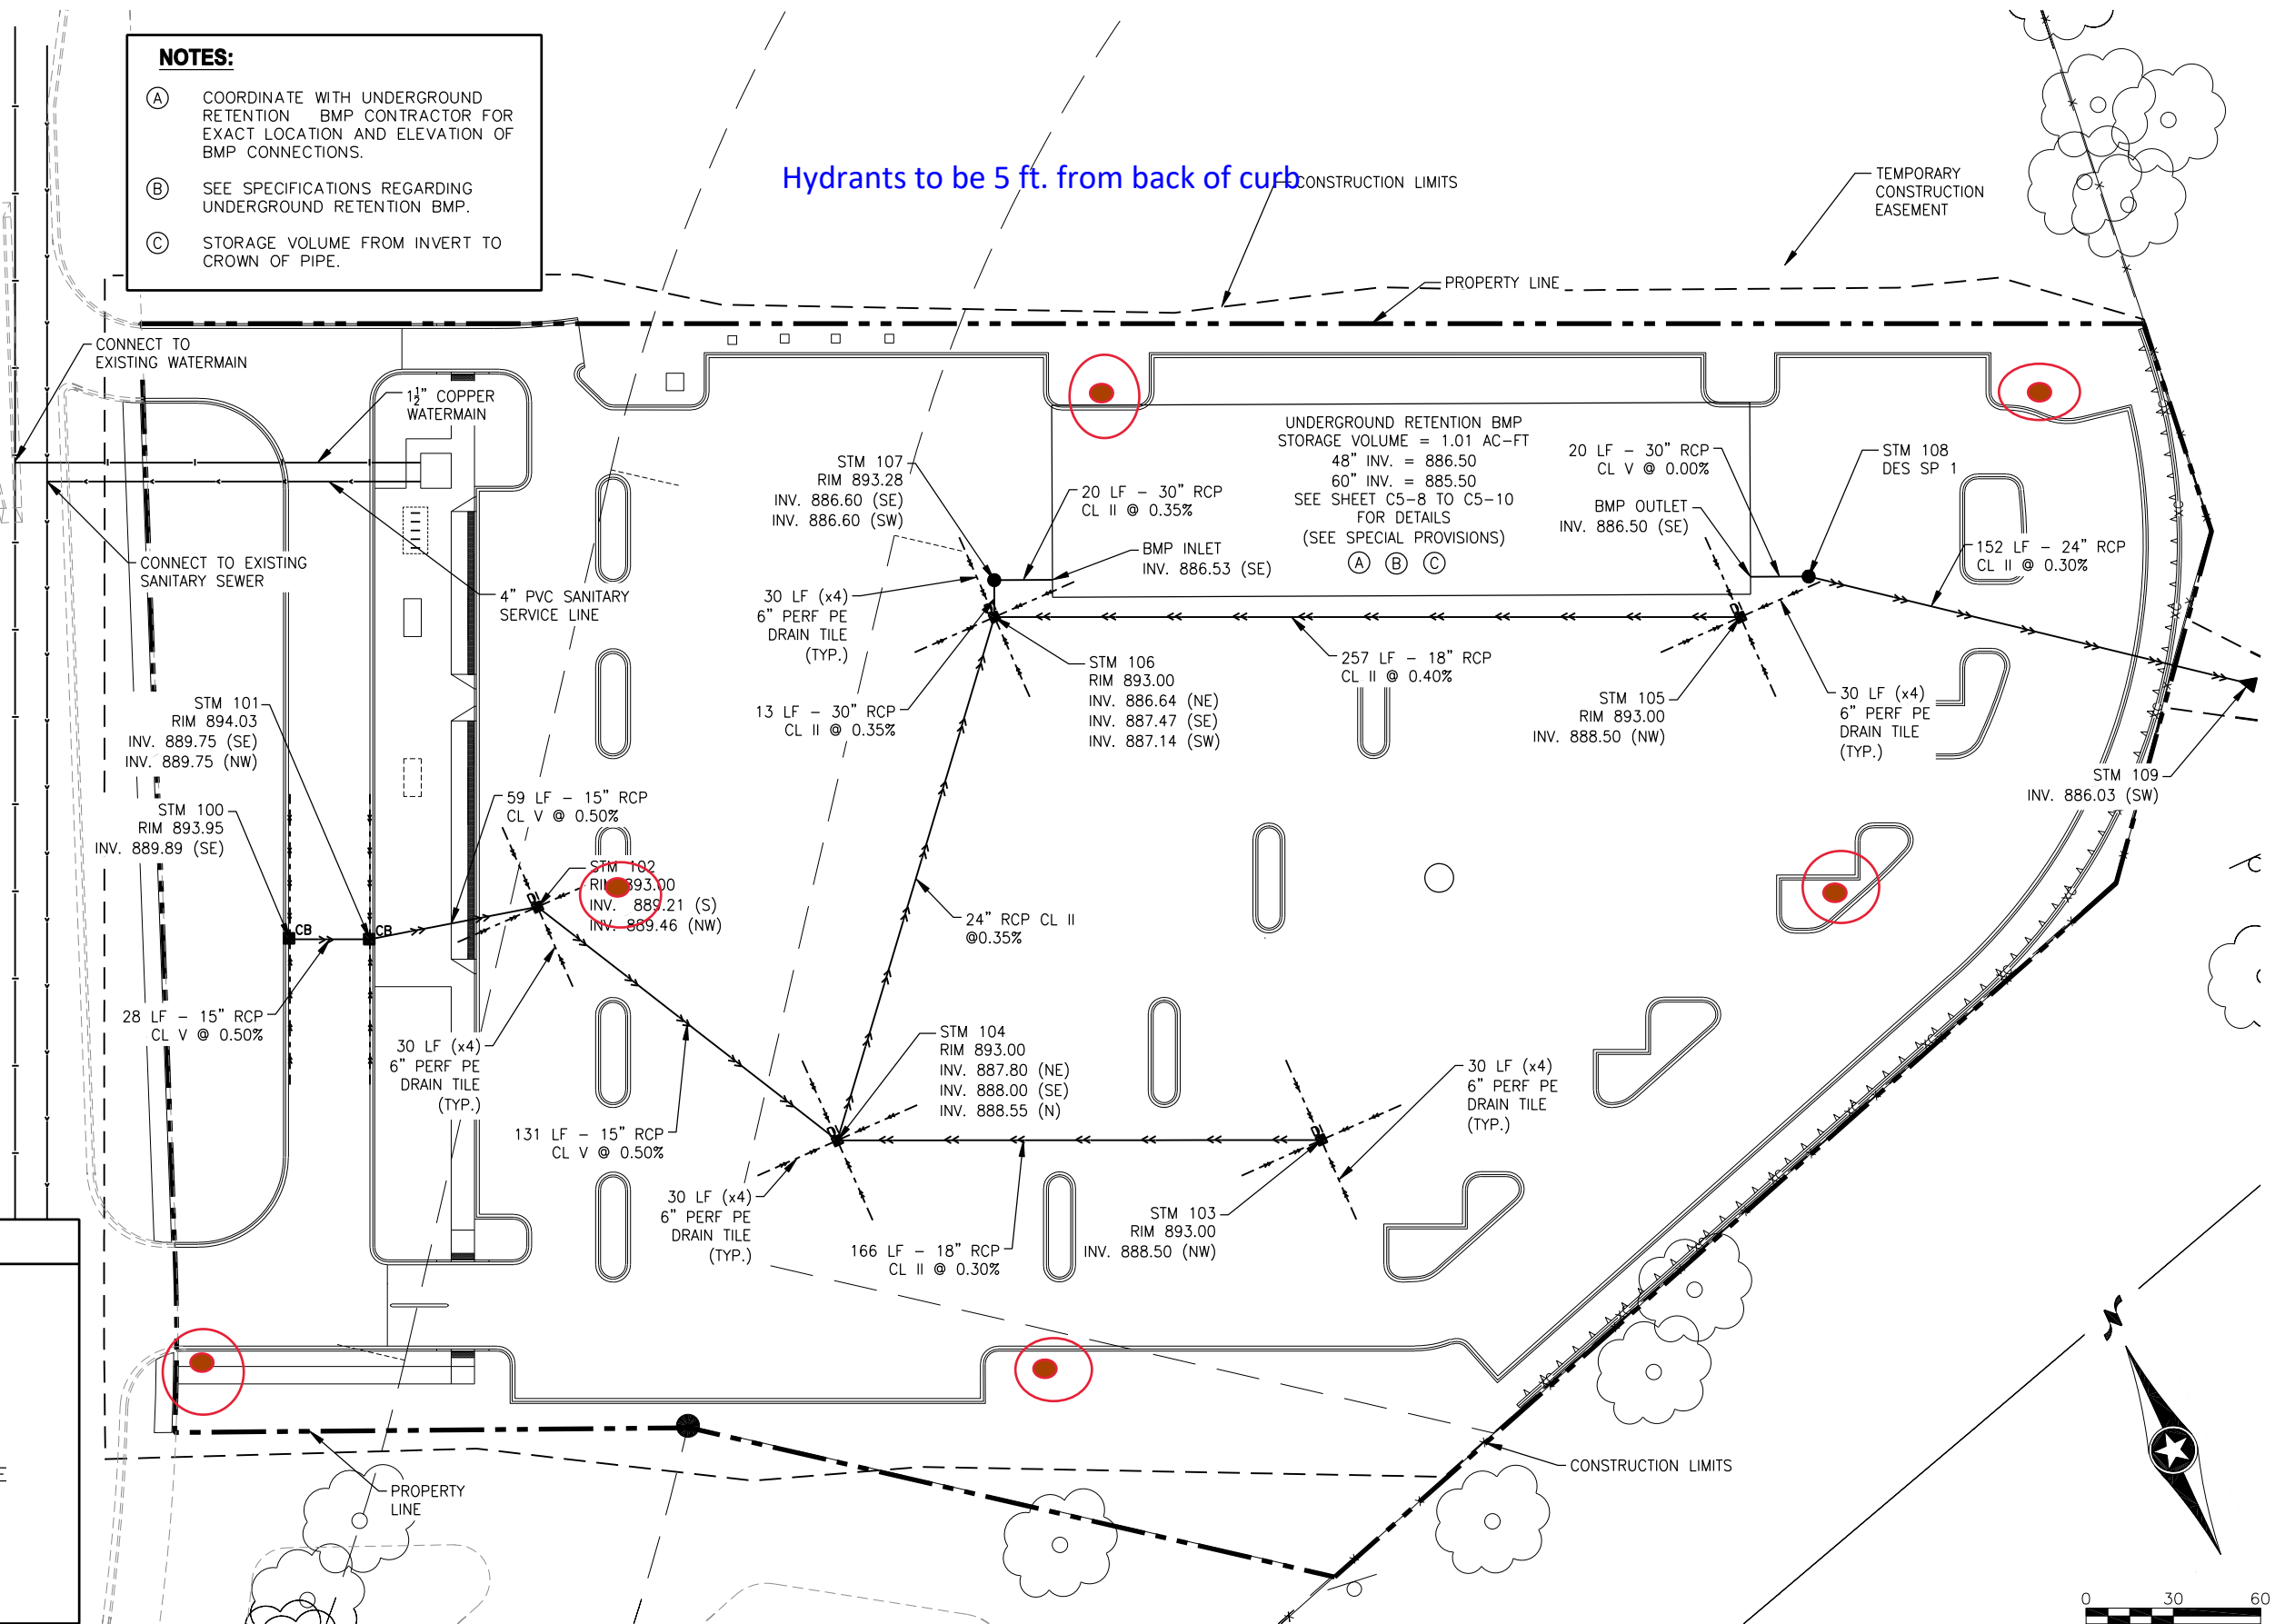 NOTES:
A COORDINATE WITH UNDERGROUND
RETENTION BMP CONTRACTOR FOR
EXACT LOCATION AND ELEVATION OF
BMP CONNECTIONS.
B SEE SPECIFICATIONS REGARDING
UNDERGROUND RETENTION BMP.
C STORAGE VOLUME FROM INVERT TO
CROWN OF PIPE.
Hydrants to be 5 ft. from back of curb
CONSTRUCTION LIMITS
TEMPORARY
CONSTRUCTION
EASEMENT
PROPERTY LINE
CONNECT TO
EXISTING WATERMAIN
1½" COPPER
WATERMAIN
CONNECT TO EXISTING
SANITARY SEWER
4" PVC SANITARY
SERVICE LINE
STM 107
RIM 893.28
INV. 886.60 (SE)
INV. 886.60 (SW)
20 LF – 30" RCP
CL II @ 0.35%
BMP INLET
INV. 886.53 (SE)
UNDERGROUND RETENTION BMP
STORAGE VOLUME = 1.01 AC-FT
48" INV. = 886.50
60" INV. = 885.50
SEE SHEET C5-8 TO C5-10
FOR DETAILS
(SEE SPECIAL PROVISIONS)
A B C
20 LF – 30" RCP
CL V @ 0.00%
BMP OUTLET
INV. 886.50 (SE)
STM 108
DES SP 1
152 LF – 24" RCP
CL II @ 0.30%
30 LF (x4)
6" PERF PE
DRAIN TILE
(TYP.)
13 LF – 30" RCP
CL II @ 0.35%
STM 106
RIM 893.00
INV. 886.64 (NE)
INV. 887.47 (SE)
INV. 887.14 (SW)
257 LF – 18" RCP
CL II @ 0.40%
STM 105
RIM 893.00
INV. 888.50 (NW)
30 LF (x4)
6" PERF PE
DRAIN TILE
(TYP.)
STM 109
INV. 886.03 (SW)
STM 101
RIM 894.03
INV. 889.75 (SE)
INV. 889.75 (NW)
STM 100
RIM 893.95
INV. 889.89 (SE)
59 LF – 15" RCP
CL V @ 0.50%
STM 102
RIM 893.00
INV. 889.21 (S)
INV. 889.46 (NW)
CB
CB
28 LF – 15" RCP
CL V @ 0.50%
24" RCP CL II
@0.35%
30 LF (x4)
6" PERF PE
DRAIN TILE
(TYP.)
131 LF – 15" RCP
CL V @ 0.50%
STM 104
RIM 893.00
INV. 887.80 (NE)
INV. 888.00 (SE)
INV. 888.55 (N)
30 LF (x4)
6" PERF PE
DRAIN TILE
(TYP.)
30 LF (x4)
6" PERF PE
DRAIN TILE
(TYP.)
166 LF – 18" RCP
CL II @ 0.30%
STM 103
RIM 893.00
INV. 888.50 (NW)
CONSTRUCTION LIMITS
PROPERTY
LINE
E
N
0 30 60